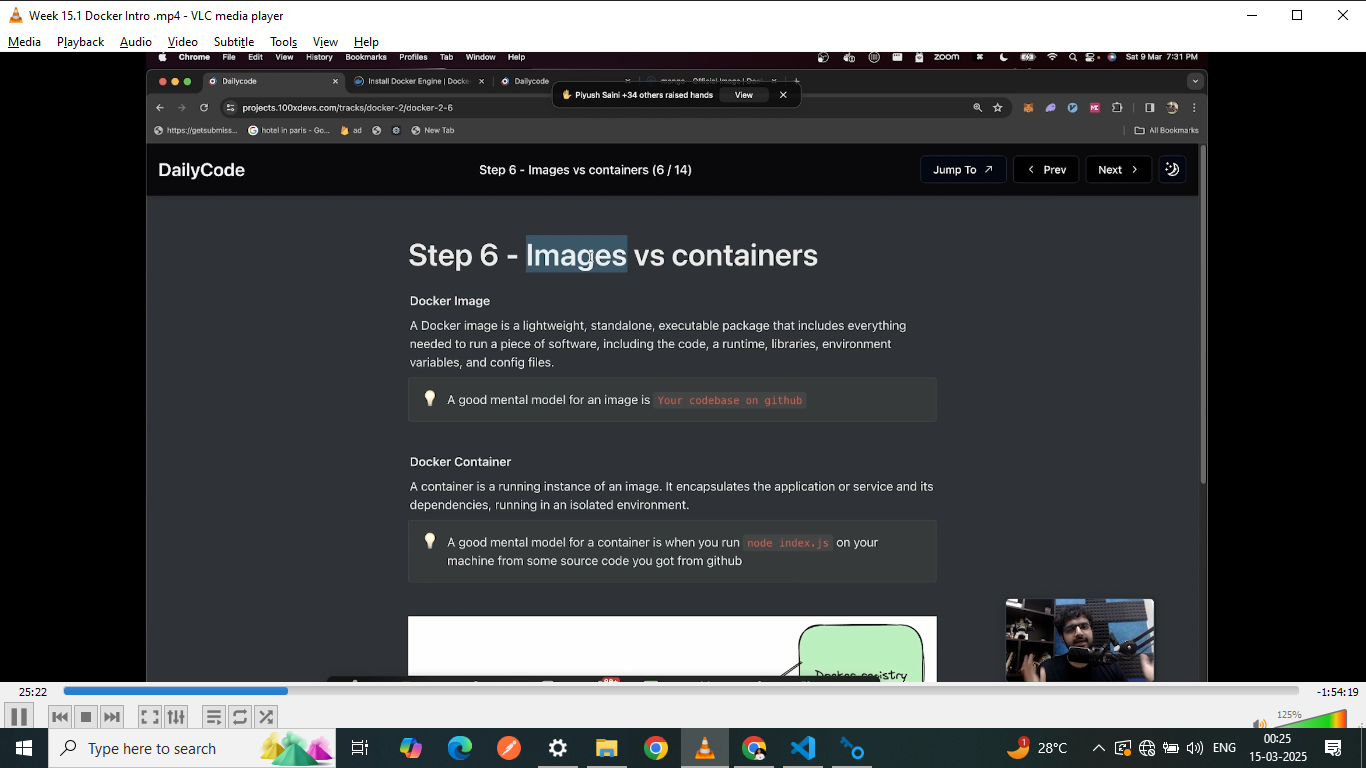 Week 15.1 Docker Intro .mp4 - VLC media player
Media Playback Audio Video Subtitle Tools View Help
Chrome File Edit View History Bookmarks Profiles Tab Window Help
zoom
Sat 9 Mar 7:31 PM
Dailycode
Install Docker Engine | Docke
Dailycode
Piyush Saini +34 others raised hands View
projects.100xdevs.com/tracks/docker-2/docker-2-6
https://getsubmiss...
hotel in paris - Go...
ad
New Tab
All Bookmarks
DailyCode
Step 6 - Images vs containers (6 / 14)
Jump To
Prev
Next
Step 6 - Images vs containers
Docker Image
A Docker image is a lightweight, standalone, executable package that includes everything
needed to run a piece of software, including the code, a runtime, libraries, environment
variables, and config files.
A good mental model for an image is Your codebase on github
Docker Container
A container is a running instance of an image. It encapsulates the application or service and its
dependencies, running in an isolated environment.
A good mental model for a container is when you run node index.js on your
machine from some source code you got from github
Docker registry
25:22
-1:54:19
125%
Type here to search
28°C
ENG
00:25
15-03-2025